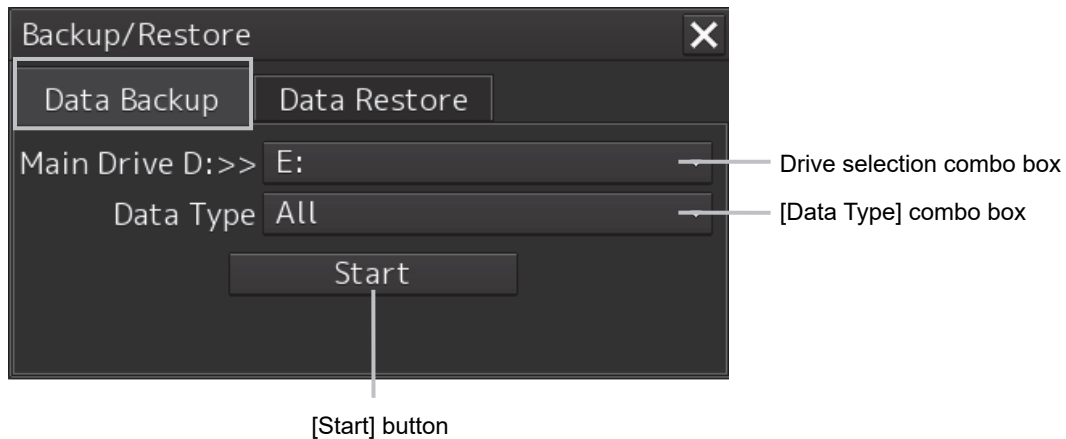 Backup/Restore
Data Backup Data Restore
Main Drive D:>> E: Drive selection combo box
Data Type All [Data Type] combo box
Start
[Start] button